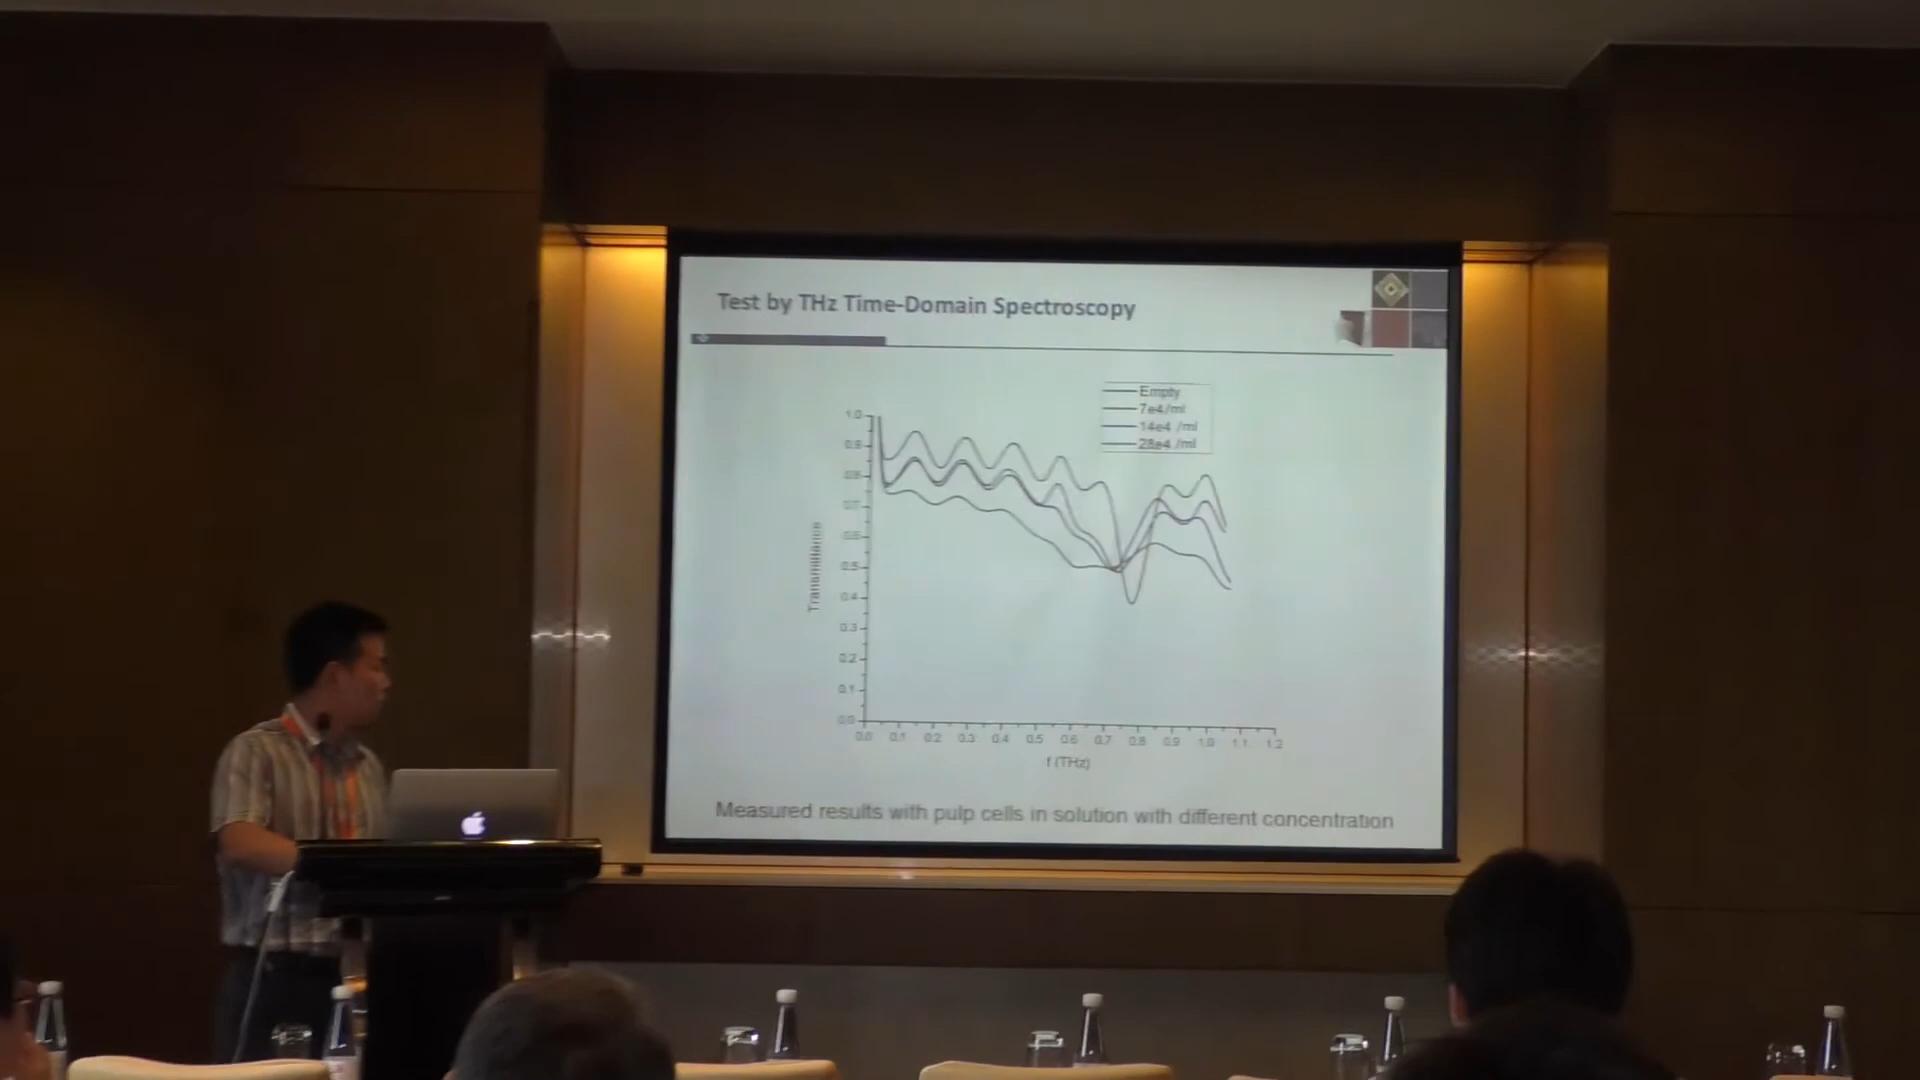 Test by THz Time-Domain Spectroscopy
Empty
7e4/ml
14e4 /ml
28e4 /ml
1.0
0.9
0.8
0.7
0.6
0.5
0.4
0.3
0.2
0.1
0.0
Transmittance
0.0 0.1 0.2 0.3 0.4 0.5 0.6 0.7 0.8 0.9 1.0 1.1 1.2
f (THz)
Measured results with pulp cells in solution with different concentration